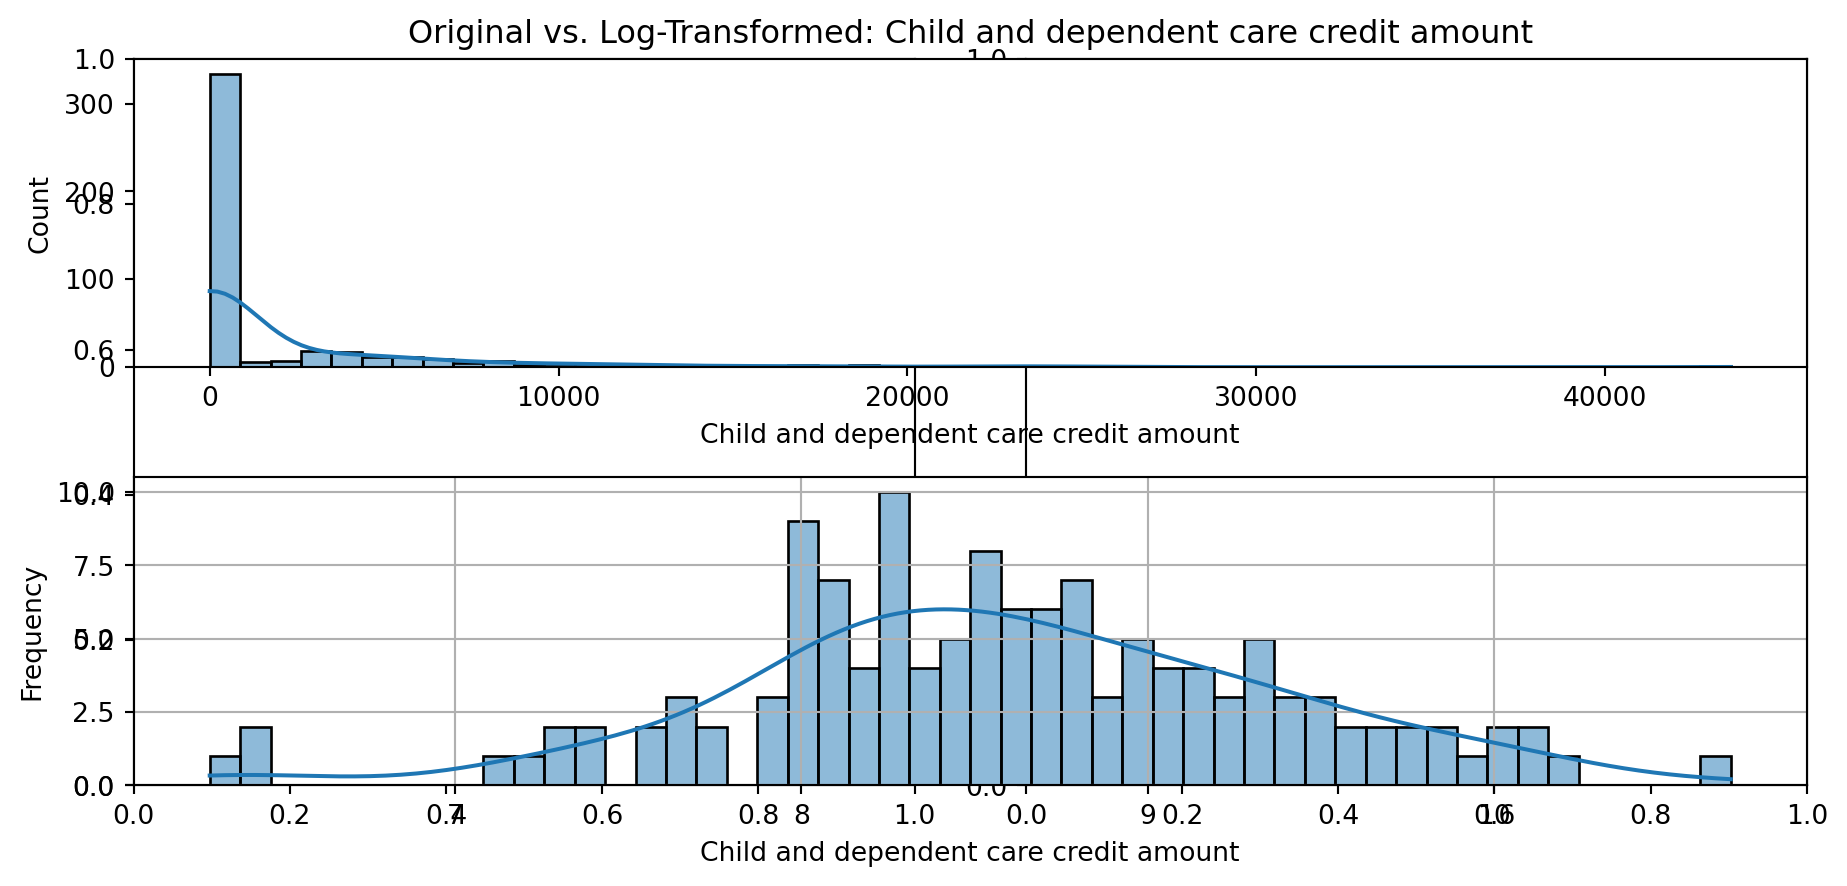 Original vs. Log-Transformed: Child and dependent care credit amount
1.0
1.0
300
200
0.8
Count
100
0.6
0
0 10000 20000 30000 40000
Child and dependent care credit amount
10.0
0.4
7.5
5.0
0.2
Frequency
2.5
0.0
0.0
0.0 0.2 0.4 7 0.6 0.8 8 1.0 0.0 9 0.2 0.4 10 0.6 0.8 1.0
Child and dependent care credit amount